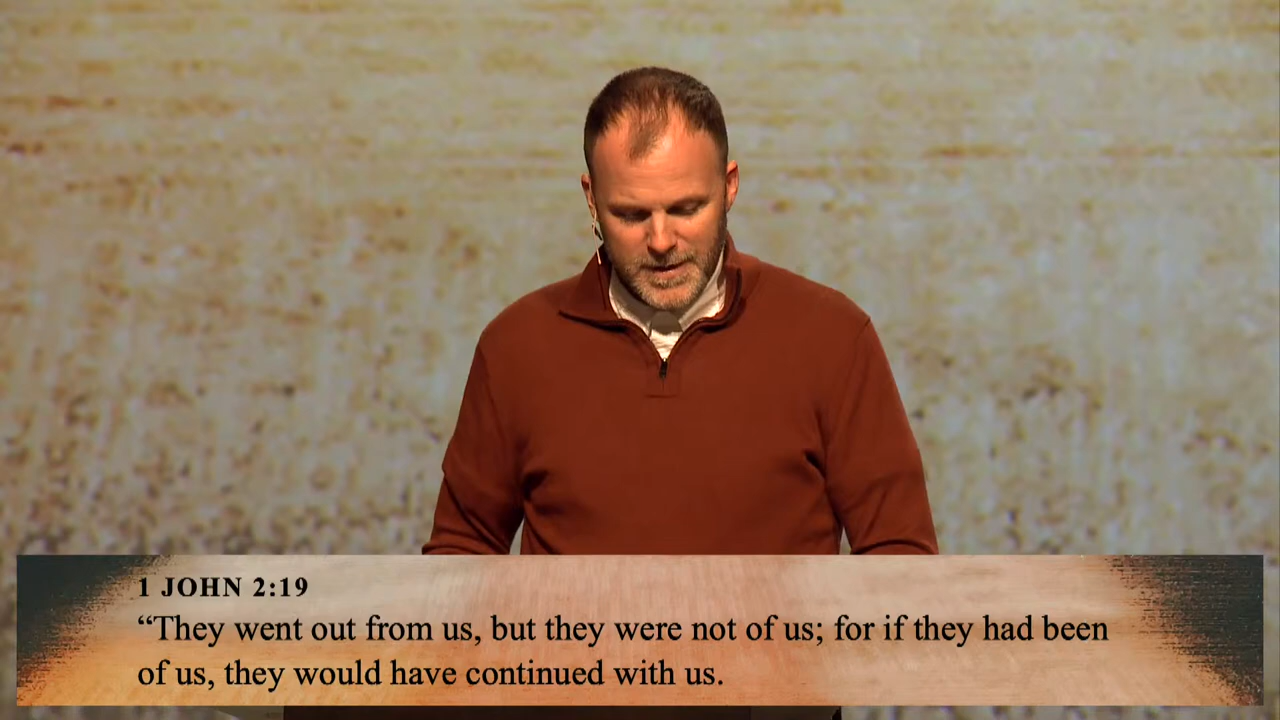 1 JOHN 2:19
“They went out from us, but they were not of us; for if they had been
of us, they would have continued with us.